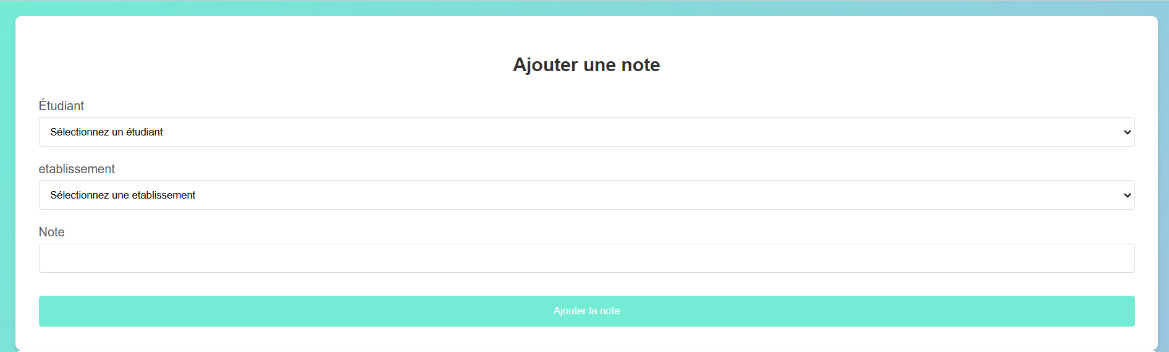 Ajouter une note
Étudiant
Sélectionnez un étudiant
etablissement
Sélectionnez une etablissement
Note
Ajouter la note